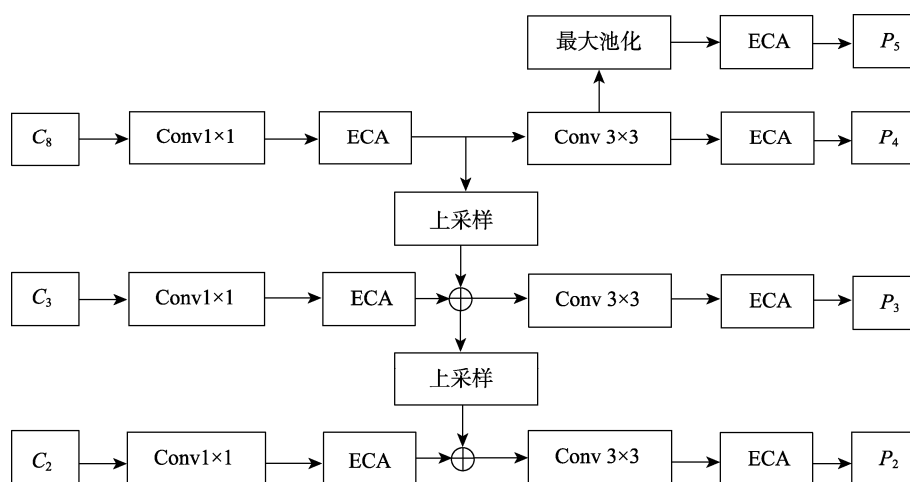 最大池化
ECA
P5
C8
Conv1×1
ECA
Conv 3×3
ECA
P4
上采样
C3
Conv1×1
ECA
Conv 3×3
ECA
P3
上采样
C2
Conv1×1
ECA
Conv 3×3
ECA
P2